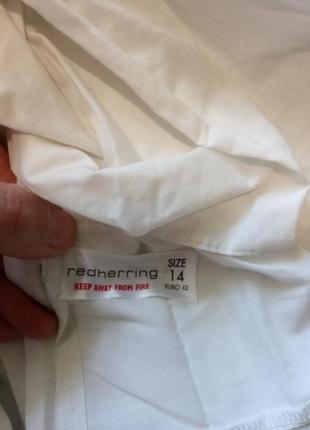 redherring
KEEP AWAY FROM FIRE
SIZE
14
EURO 42